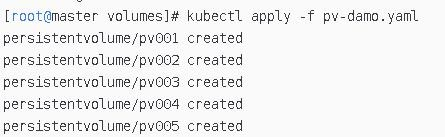 [root@master volumes]# kubectl apply -f pv-damo.yaml
persistentvolume/pv001 created
persistentvolume/pv002 created
persistentvolume/pv003 created
persistentvolume/pv004 created
persistentvolume/pv005 created